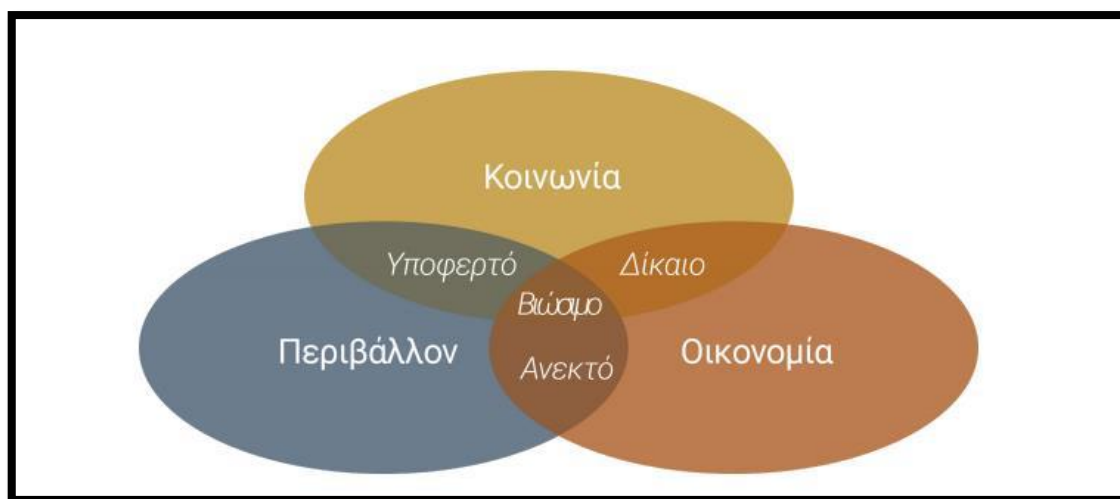 Κοινωνία
Υποφερτό
Δίκαιο
Βιώσιμο
Περιβάλλον
Οικονομία
Ανεκτό